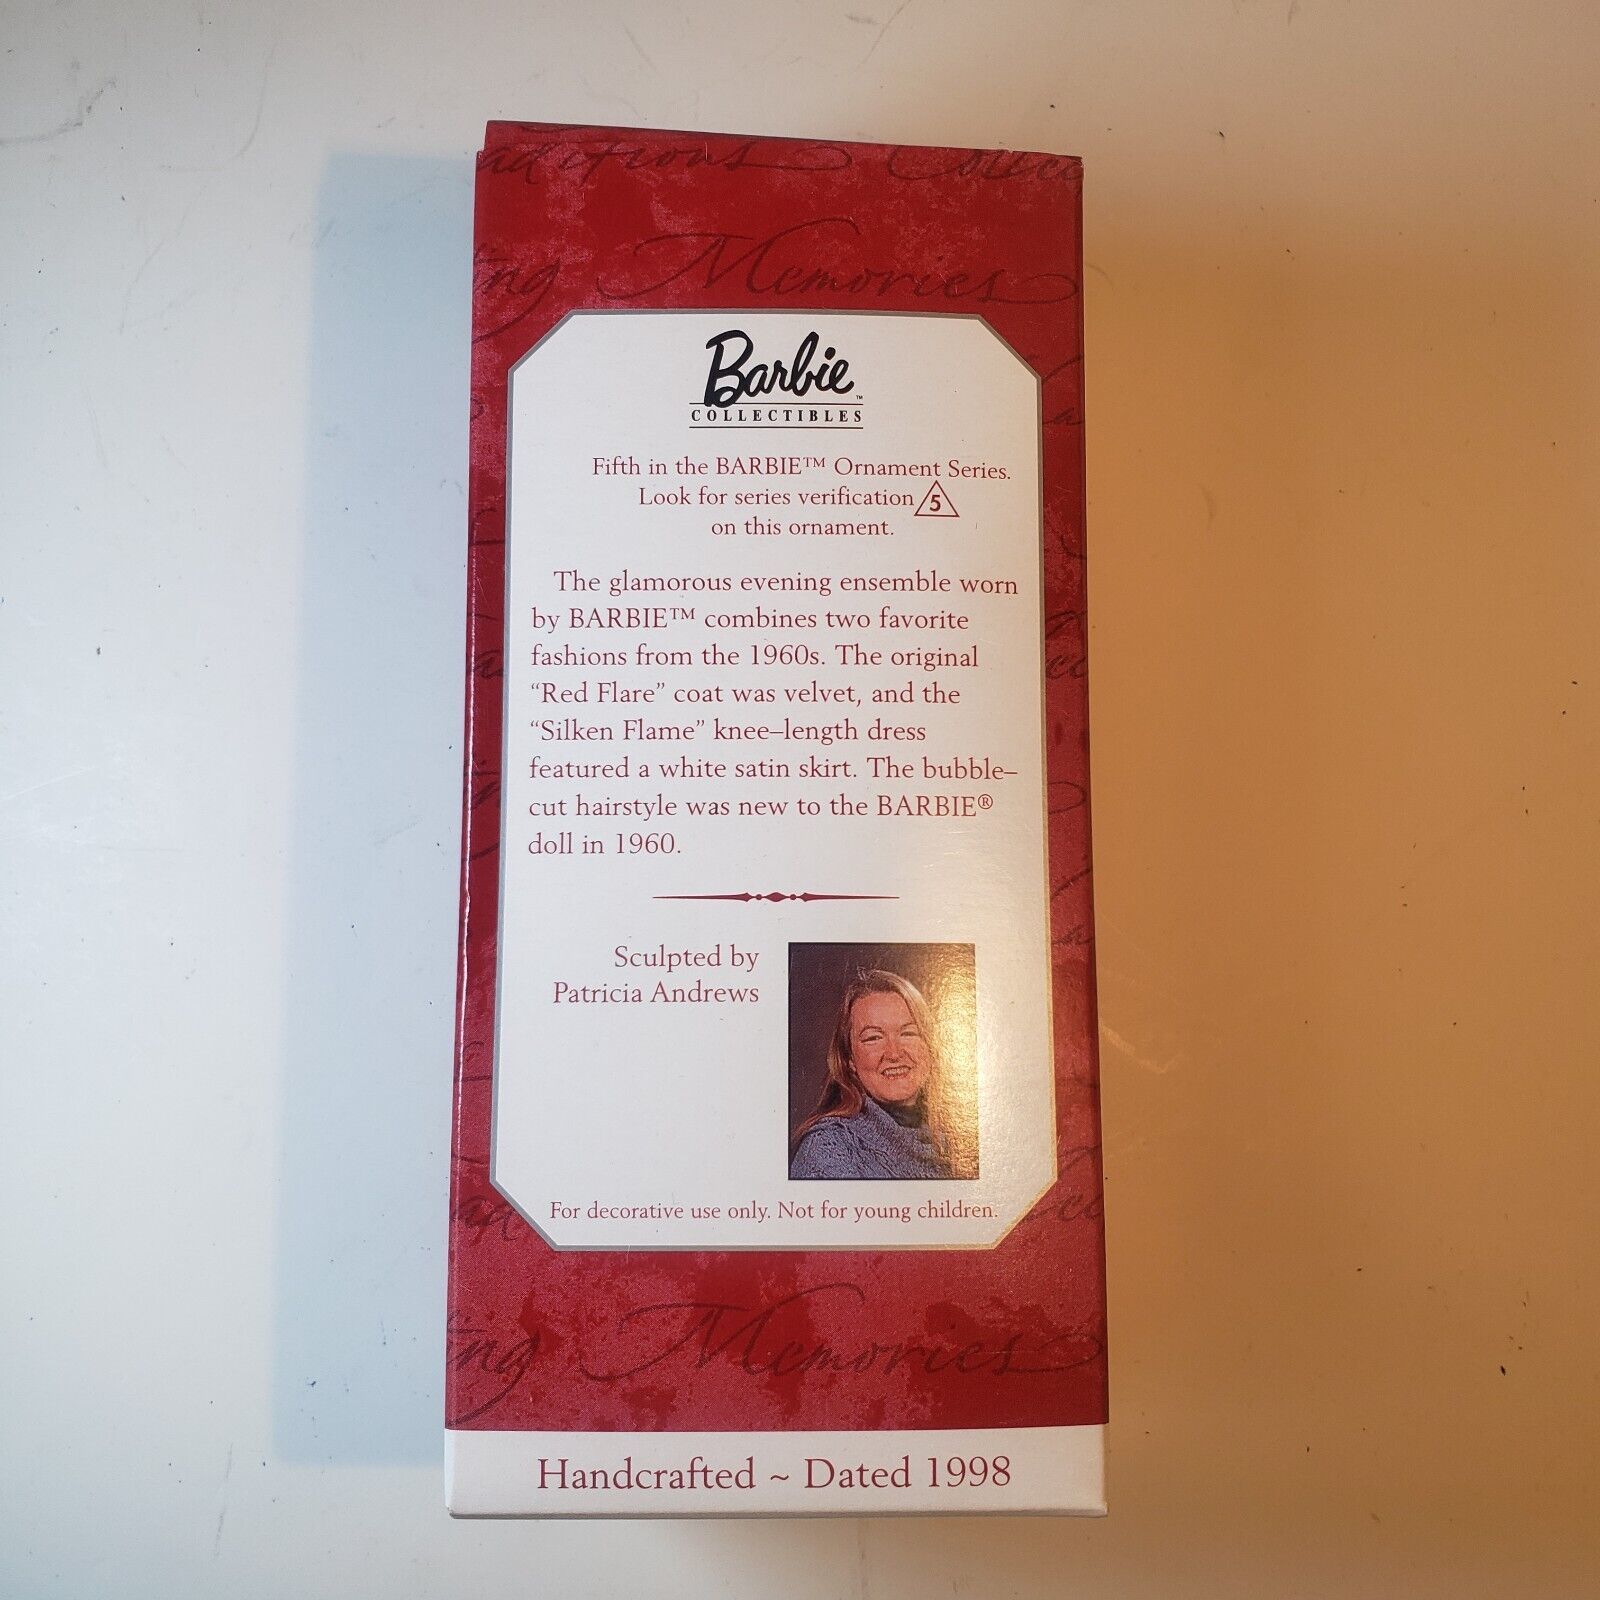 Memories
Barbie™
COLLECTIBLES
Fifth in the BARBIE™ Ornament Series.
Look for series verification 5
on this ornament.
The glamorous evening ensemble worn
by BARBIE™ combines two favorite
fashions from the 1960s. The original
“Red Flare” coat was velvet, and the
“Silken Flame” knee–length dress
featured a white satin skirt. The bubble–
cut hairstyle was new to the BARBIE®
doll in 1960.
Sculpted by
Patricia Andrews
For decorative use only. Not for young children.
Memories
Handcrafted ~ Dated 1998